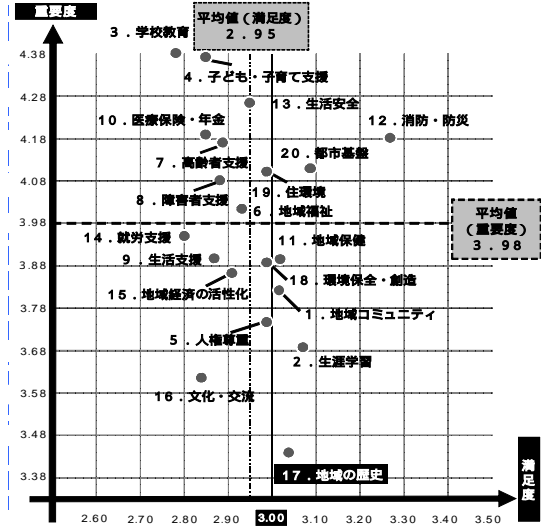 重要度
平均値（満足度）
２．９５
３．学校教育
4.38
４．子ども・子育て支援
4.28
１３．生活安全
１０．医療保険・年金
１２．消防・防災
4.18
２０．都市基盤
７．高齢者支援
4.08
８．障害者支援
１９．住環境
６．地域福祉
平均値
（重要度）
３．９８
3.98
１４．就労支援
１１．地域保健
９．生活支援
3.88
１８．環境保全・創造
１５．地域経済の活性化
3.78
１．地域コミュニティ
５．人権尊重
3.68
２．生涯学習
3.58
１６．文化・交流
3.48
１７．地域の歴史
3.38
満足度
2.60 2.70 2.80 2.90 3.00 3.10 3.20 3.30 3.40 3.50